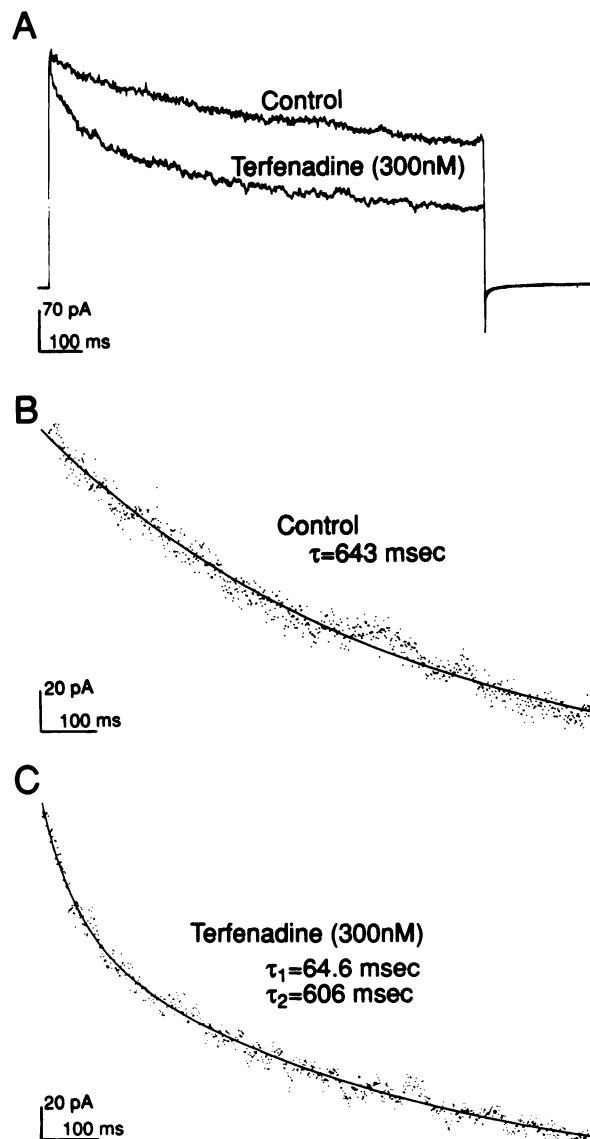 A
Control
Terfenadine (300nM)
70 pA
100 ms
B
Control
τ=643 msec
20 pA
100 ms
C
Terfenadine (300nM)
τ1=64.6 msec
τ2=606 msec
20 pA
100 ms